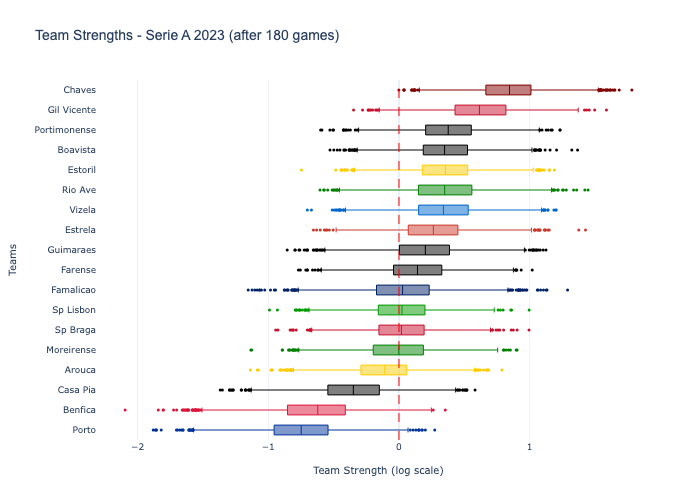 Team Strengths - Serie A 2023 (after 180 games)
Chaves
Gil Vicente
Portimonense
Boavista
Estoril
Rio Ave
Vizela
Estrela
Guimaraes
Farense
Famalicao
Sp Lisbon
Sp Braga
Moreirense
Arouca
Casa Pia
Benfica
Porto
Teams
−2 −1 0 1
Team Strength (log scale)